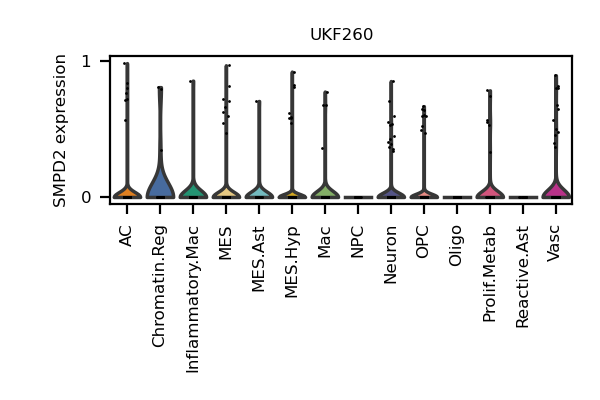 UKF260
SMPD2 expression
1
0
AC
Chromatin.Reg
Inflammatory.Mac
MES
MES.Ast
MES.Hyp
Mac
NPC
Neuron
OPC
Oligo
Prolif.Metab
Reactive.Ast
Vasc